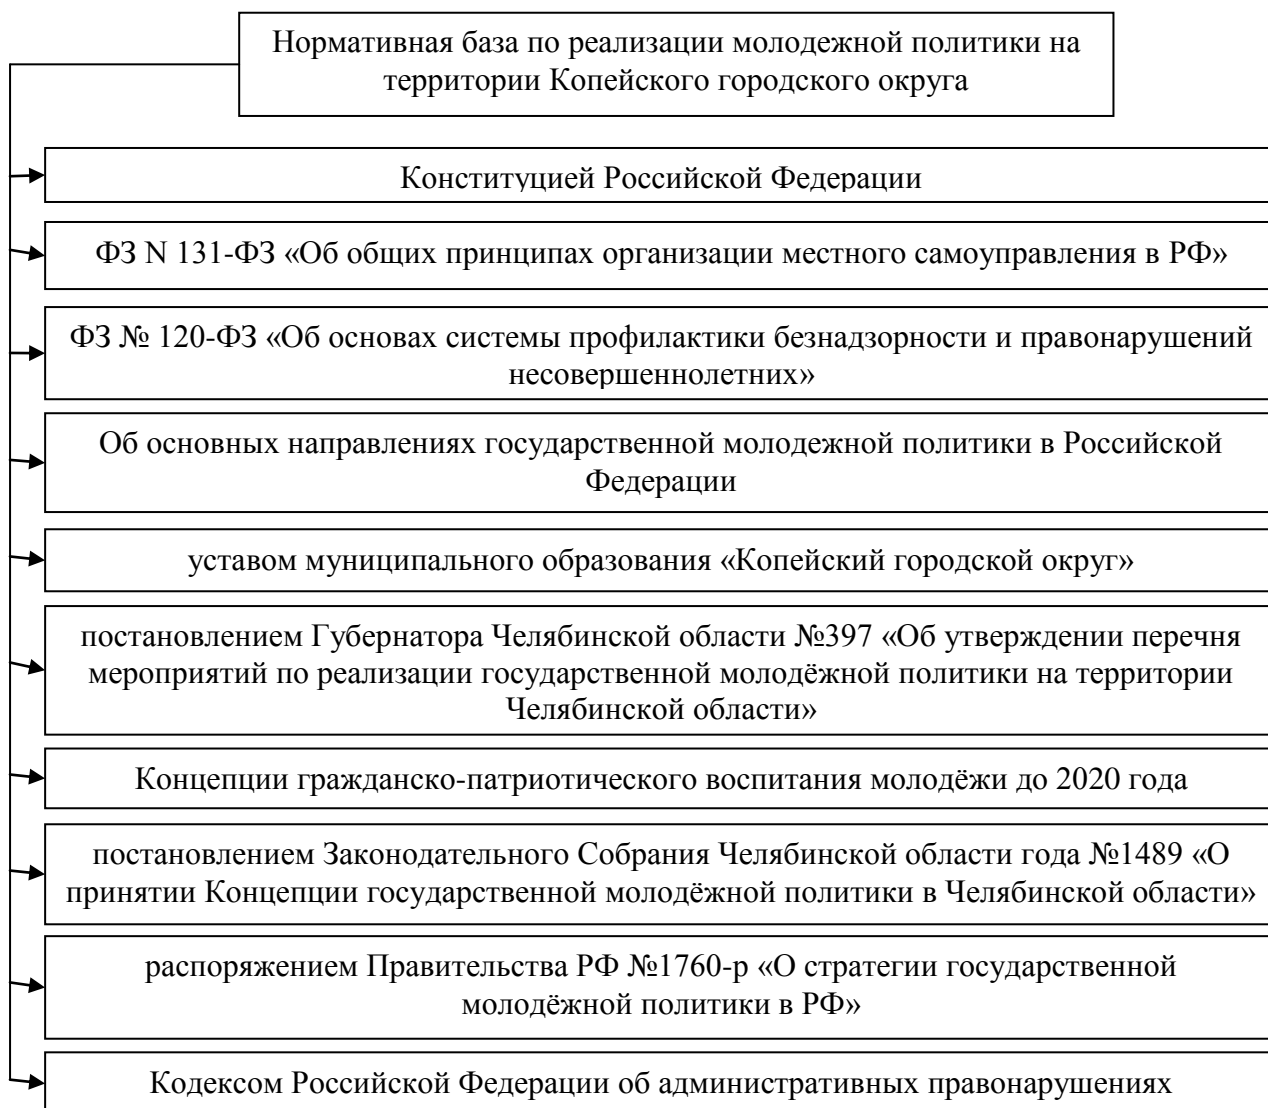 Нормативная база по реализации молодежной политики на
территории Копейского городского округа
Конституцией Российской Федерации
ФЗ N 131-ФЗ «Об общих принципах организации местного самоуправления в РФ»
ФЗ № 120-ФЗ «Об основах системы профилактики безнадзорности и правонарушений
несовершеннолетних»
Об основных направлениях государственной молодежной политики в Российской
Федерации
уставом муниципального образования «Копейский городской округ»
постановлением Губернатора Челябинской области №397 «Об утверждении перечня
мероприятий по реализации государственной молодёжной политики на территории
Челябинской области»
Концепции гражданско-патриотического воспитания молодёжи до 2020 года
постановлением Законодательного Собрания Челябинской области года №1489 «О
принятии Концепции государственной молодёжной политики в Челябинской области»
распоряжением Правительства РФ №1760-р «О стратегии государственной
молодёжной политики в РФ»
Кодексом Российской Федерации об административных правонарушениях